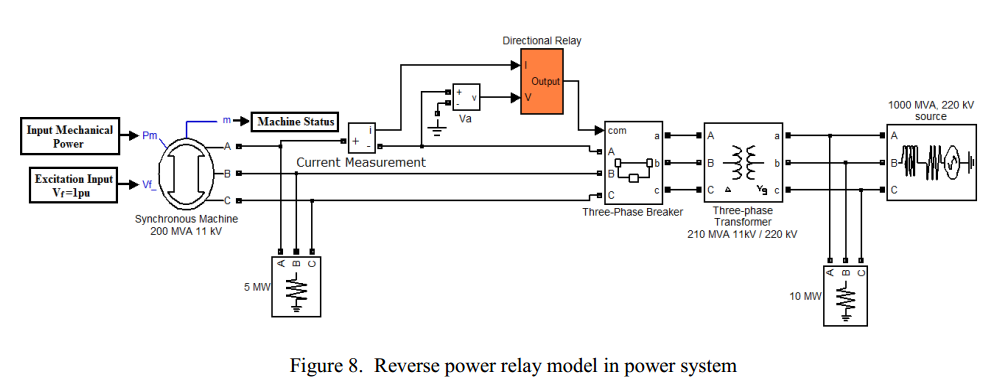 Directional Relay
I
Output
V
+
-
v
Va
1000 MVA, 220 kV
source
Input Mechanical
Power
Pm
m
Machine Status
i
+
-
Current Measurement
com
A
B
C
a
b
c
A
B
C
a
b
c
Δ
Yg
A
B
C
Excitation Input
Vf=1pu
Vf_
A
B
C
Synchronous Machine
200 MVA 11 kV
Three-Phase Breaker
Three-phase
Transformer
210 MVA 11kV / 220 kV
A B C
5 MW
A B C
10 MW
Figure 8. Reverse power relay model in power system